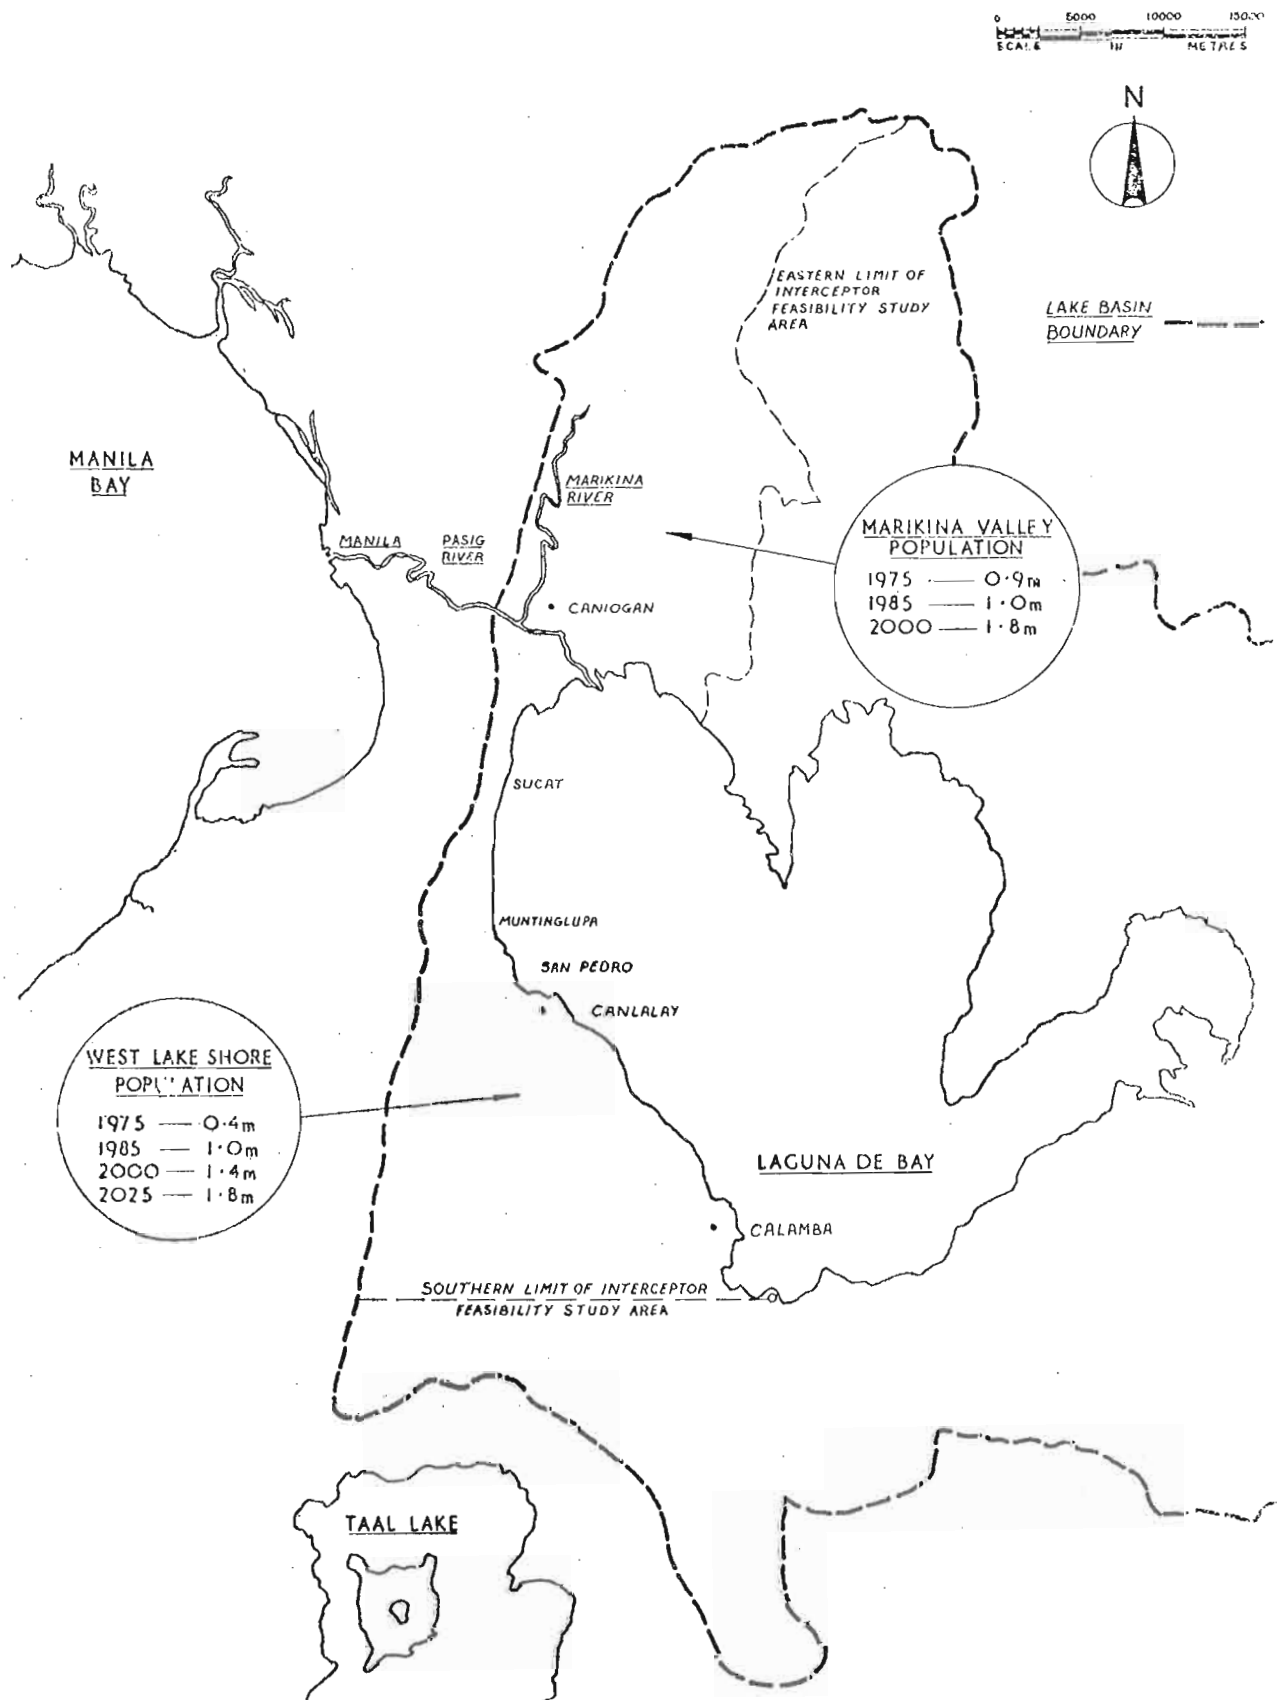 0 5000 10000 15000
SCALE IN METRES
N
EASTERN LIMIT OF
INTERCEPTOR
FEASIBILITY STUDY
AREA
LAKE BASIN
BOUNDARY
MANILA
BAY
MARIKINA
RIVER
MANILA
PASIG
RIVER
CANIOGAN
MARIKINA VALLEY
POPULATION
1975 — 0.9m
1985 — 1.0m
2000 — 1.8m
SUCAT
MUNTINGLUPA
SAN PEDRO
CANLALAY
WEST LAKE SHORE
POPULATION
1975 — 0.4m
1985 — 1.0m
2000 — 1.4m
2025 — 1.8m
LAGUNA DE BAY
CALAMBA
SOUTHERN LIMIT OF INTERCEPTOR
FEASIBILITY STUDY AREA
TAAL LAKE